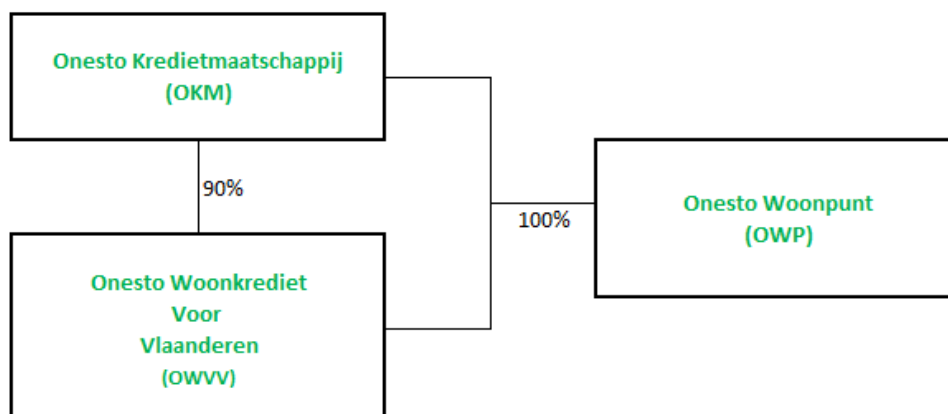 Onesto Kredietmaatschappij
(OKM)
90%
Onesto Woonkrediet
Voor
Vlaanderen
(OWVV)
100%
Onesto Woonpunt
(OWP)